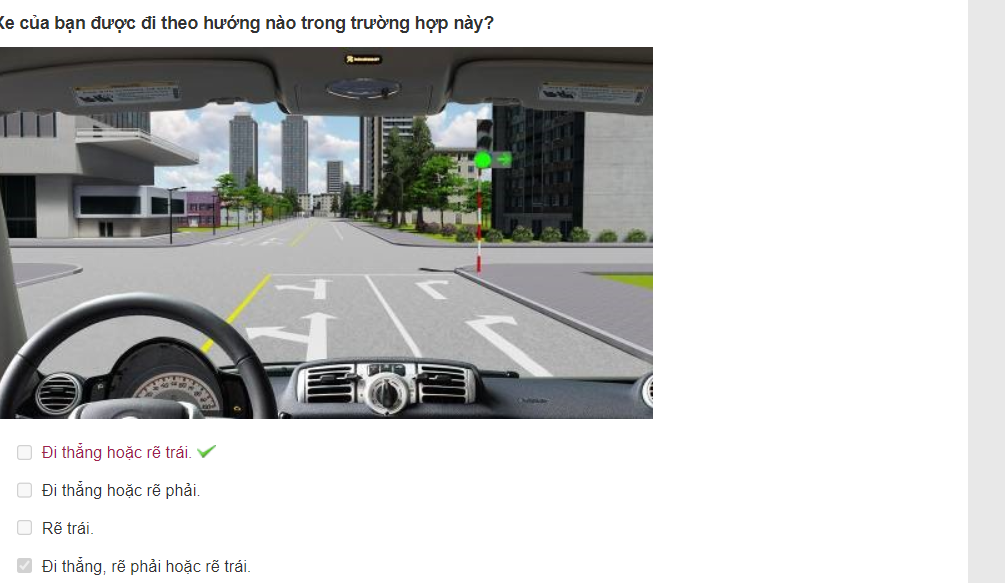 Xe của bạn được đi theo hướng nào trong trường hợp này?
Đi thẳng hoặc rẽ trái.
Đi thẳng hoặc rẽ phải.
Rẽ trái.
Đi thẳng, rẽ phải hoặc rẽ trái.